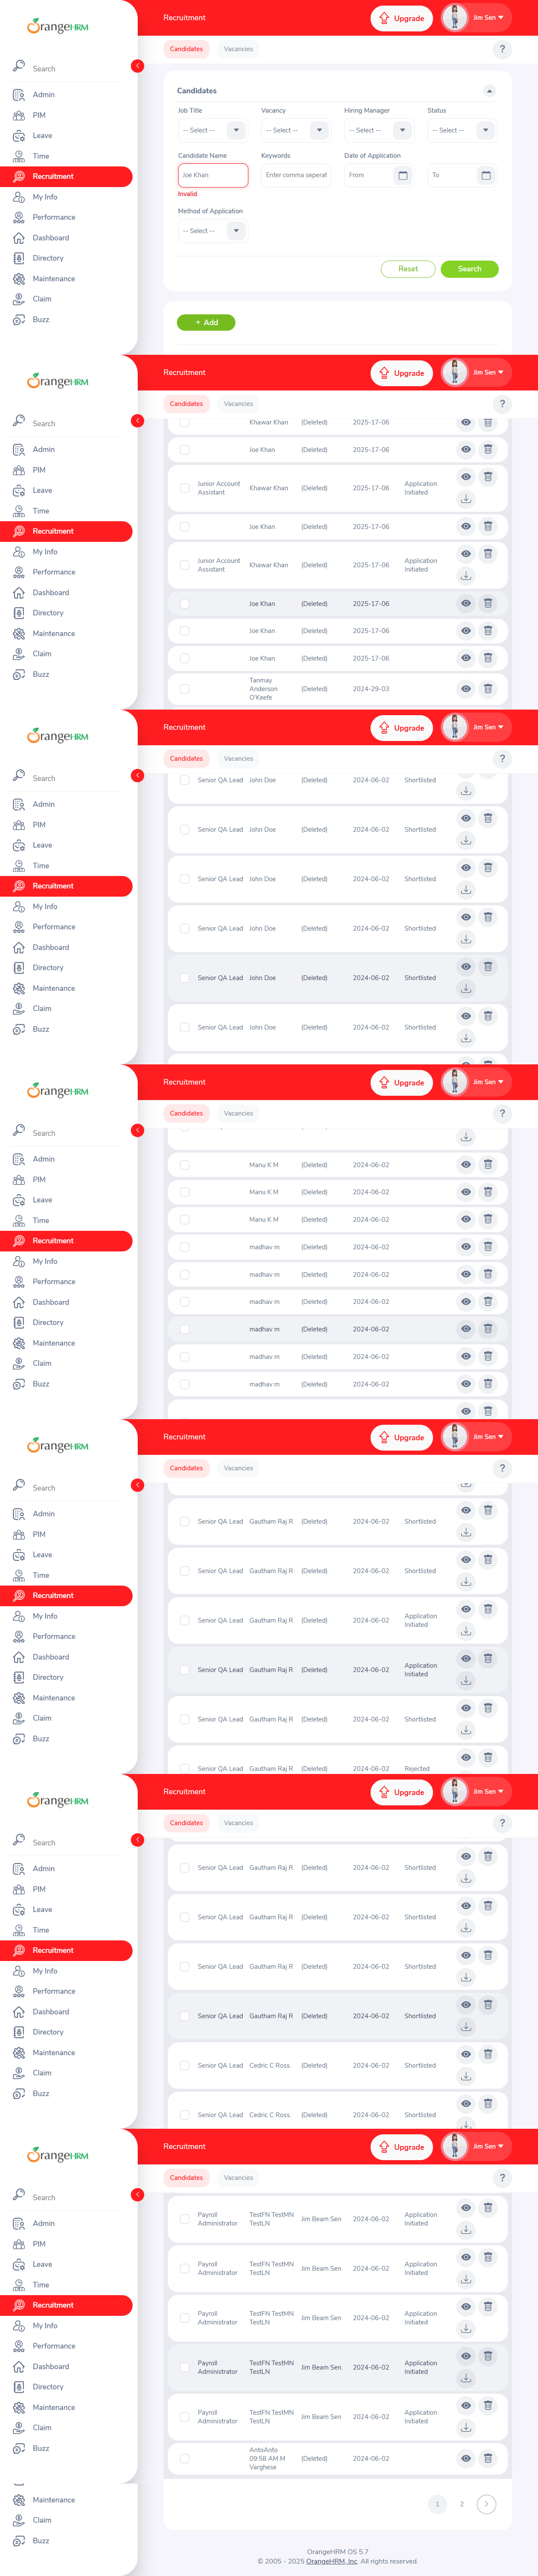 OrangeHRM
Search
Admin
PIM
Leave
Time
Recruitment
My Info
Performance
Dashboard
Directory
Maintenance
Claim
Buzz
Recruitment
Upgrade
Jim Sen
Candidates
Vacancies
?
Candidates
Job Title
Vacancy
Hiring Manager
Status
-- Select --
-- Select --
-- Select --
-- Select --
Candidate Name
Keywords
Date of Application
Joe Khan
Enter comma seperat
From
To
Invalid
Method of Application
-- Select --
Reset
Search
+ Add
OrangeHRM
Search
Admin
PIM
Leave
Time
Recruitment
My Info
Performance
Dashboard
Directory
Maintenance
Claim
Buzz
Recruitment
Upgrade
Jim Sen
Candidates
Vacancies
?
Khawar Khan (Deleted) 2025-17-06
Joe Khan (Deleted) 2025-17-06
Junior Account Assistant Khawar Khan (Deleted) 2025-17-06 Application Initiated
Joe Khan (Deleted) 2025-17-06
Junior Account Assistant Khawar Khan (Deleted) 2025-17-06 Application Initiated
Joe Khan (Deleted) 2025-17-06
Joe Khan (Deleted) 2025-17-06
Joe Khan (Deleted) 2025-17-06
Tanmay Anderson O'Keefe (Deleted) 2024-29-03
OrangeHRM
Search
Admin
PIM
Leave
Time
Recruitment
My Info
Performance
Dashboard
Directory
Maintenance
Claim
Buzz
Recruitment
Upgrade
Jim Sen
Candidates
Vacancies
?
Senior QA Lead John Doe (Deleted) 2024-06-02 Shortlisted
Senior QA Lead John Doe (Deleted) 2024-06-02 Shortlisted
Senior QA Lead John Doe (Deleted) 2024-06-02 Shortlisted
Senior QA Lead John Doe (Deleted) 2024-06-02 Shortlisted
Senior QA Lead John Doe (Deleted) 2024-06-02 Shortlisted
Senior QA Lead John Doe (Deleted) 2024-06-02 Shortlisted
OrangeHRM
Search
Admin
PIM
Leave
Time
Recruitment
My Info
Performance
Dashboard
Directory
Maintenance
Claim
Buzz
Recruitment
Upgrade
Jim Sen
Candidates
Vacancies
?
Manu K M (Deleted) 2024-06-02
Manu K M (Deleted) 2024-06-02
Manu K M (Deleted) 2024-06-02
madhav m (Deleted) 2024-06-02
madhav m (Deleted) 2024-06-02
madhav m (Deleted) 2024-06-02
madhav m (Deleted) 2024-06-02
madhav m (Deleted) 2024-06-02
madhav m (Deleted) 2024-06-02
OrangeHRM
Search
Admin
PIM
Leave
Time
Recruitment
My Info
Performance
Dashboard
Directory
Maintenance
Claim
Buzz
Recruitment
Upgrade
Jim Sen
Candidates
Vacancies
?
Senior QA Lead Gautham Raj R (Deleted) 2024-06-02 Shortlisted
Senior QA Lead Gautham Raj R (Deleted) 2024-06-02 Shortlisted
Senior QA Lead Gautham Raj R (Deleted) 2024-06-02 Application Initiated
Senior QA Lead Gautham Raj R (Deleted) 2024-06-02 Application Initiated
Senior QA Lead Gautham Raj R (Deleted) 2024-06-02 Shortlisted
Senior QA Lead Gautham Raj R (Deleted) 2024-06-02 Rejected
OrangeHRM
Search
Admin
PIM
Leave
Time
Recruitment
My Info
Performance
Dashboard
Directory
Maintenance
Claim
Buzz
Recruitment
Upgrade
Jim Sen
Candidates
Vacancies
?
Senior QA Lead Gautham Raj R (Deleted) 2024-06-02 Shortlisted
Senior QA Lead Gautham Raj R (Deleted) 2024-06-02 Shortlisted
Senior QA Lead Gautham Raj R (Deleted) 2024-06-02 Shortlisted
Senior QA Lead Gautham Raj R (Deleted) 2024-06-02 Shortlisted
Senior QA Lead Cedric C Ross. (Deleted) 2024-06-02 Shortlisted
Senior QA Lead Cedric C Ross. (Deleted) 2024-06-02 Shortlisted
OrangeHRM
Search
Admin
PIM
Leave
Time
Recruitment
My Info
Performance
Dashboard
Directory
Maintenance
Claim
Buzz
Recruitment
Upgrade
Jim Sen
Candidates
Vacancies
?
Payroll Administrator TestFN TestMN TestLN Jim Beam Sen 2024-06-02 Application Initiated
Payroll Administrator TestFN TestMN TestLN Jim Beam Sen 2024-06-02 Application Initiated
Payroll Administrator TestFN TestMN TestLN Jim Beam Sen 2024-06-02 Application Initiated
Payroll Administrator TestFN TestMN TestLN Jim Beam Sen 2024-06-02 Application Initiated
Payroll Administrator TestFN TestMN TestLN Jim Beam Sen 2024-06-02 Application Initiated
AntoAnto 09:58 AM M Varghese (Deleted) 2024-06-02
Maintenance
Claim
Buzz
1
2
OrangeHRM OS 5.7
© 2005 - 2025 OrangeHRM, Inc. All rights reserved.